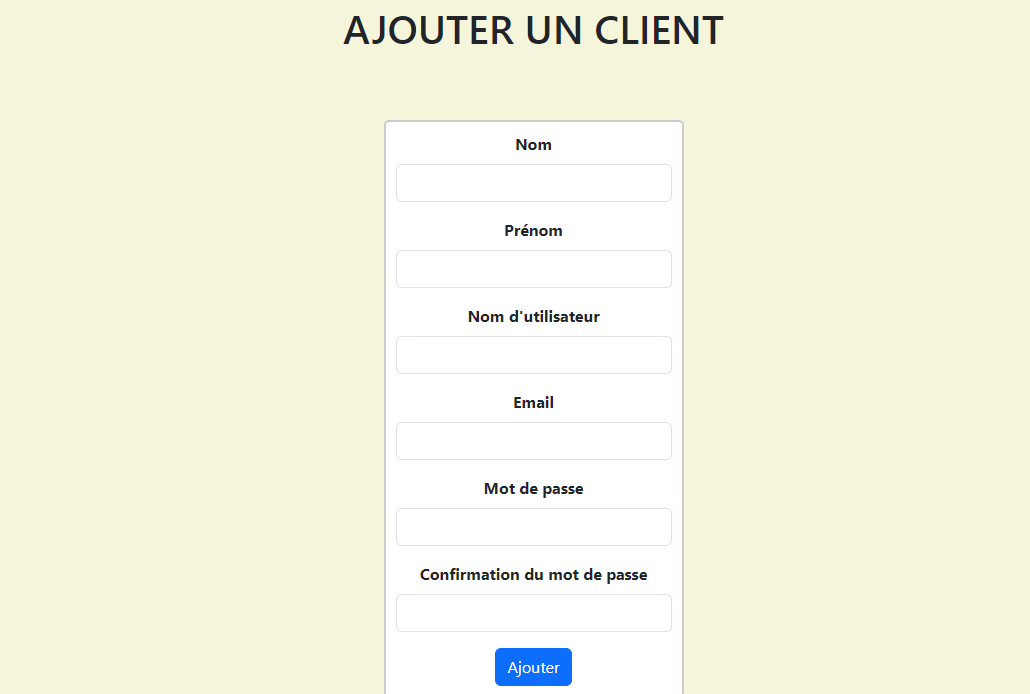 AJOUTER UN CLIENT
Nom
Prénom
Nom d'utilisateur
Email
Mot de passe
Confirmation du mot de passe
Ajouter